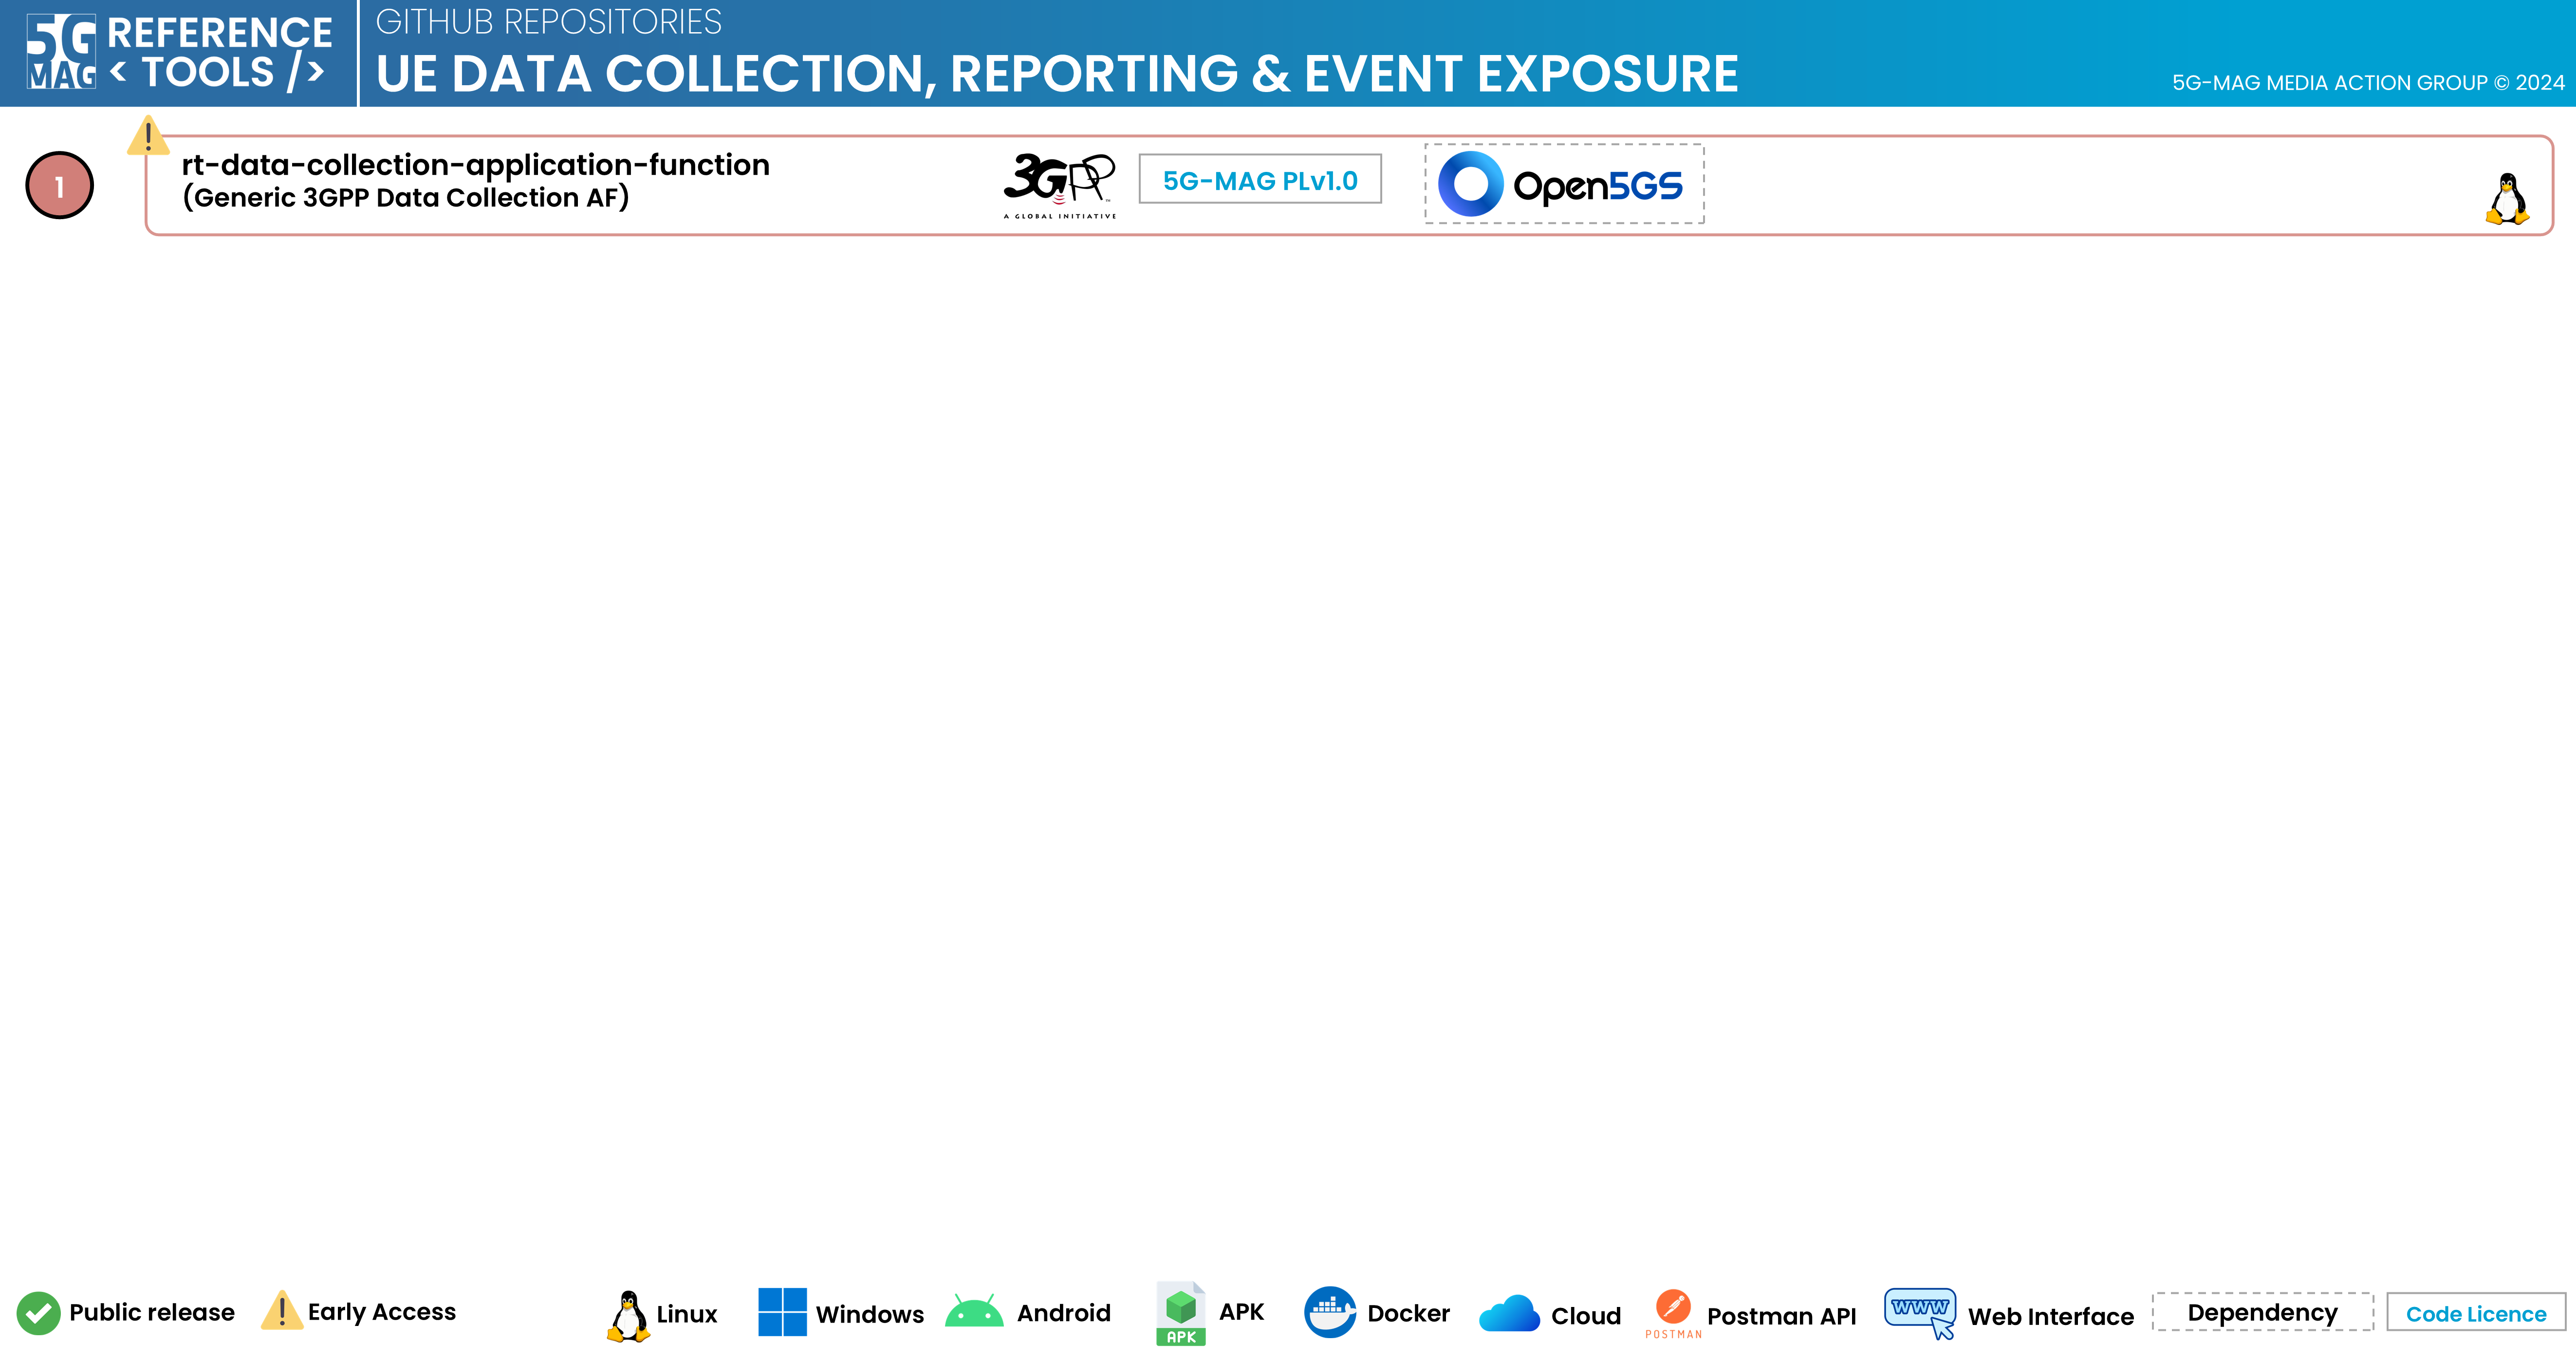 5G MAG
REFERENCE
< TOOLS />
GITHUB REPOSITORIES
UE DATA COLLECTION, REPORTING & EVENT EXPOSURE
5G-MAG MEDIA ACTION GROUP © 2024
1
rt-data-collection-application-function
(Generic 3GPP Data Collection AF)
3GPP™
A GLOBAL INITIATIVE
5G-MAG PLv1.0
Open5GS
Public release
Early Access
Linux
Windows
Android
APK
APK
Docker
Cloud
POSTMAN
Postman API
WWW
Web Interface
Dependency
Code Licence